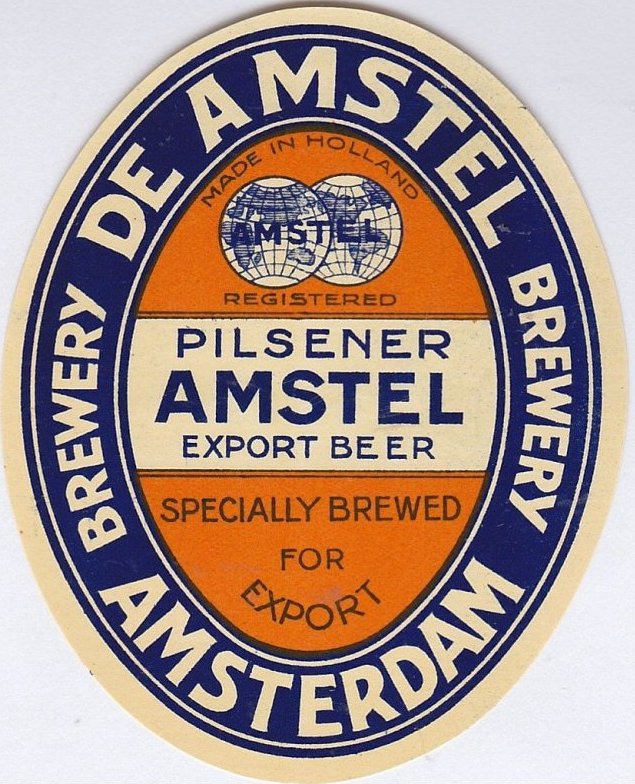 BREWERY DE AMSTEL BREWERY
AMSTERDAM
MADE IN HOLLAND
AMSTEL
REGISTERED
PILSENER
AMSTEL
EXPORT BEER
SPECIALLY BREWED
FOR
EXPORT